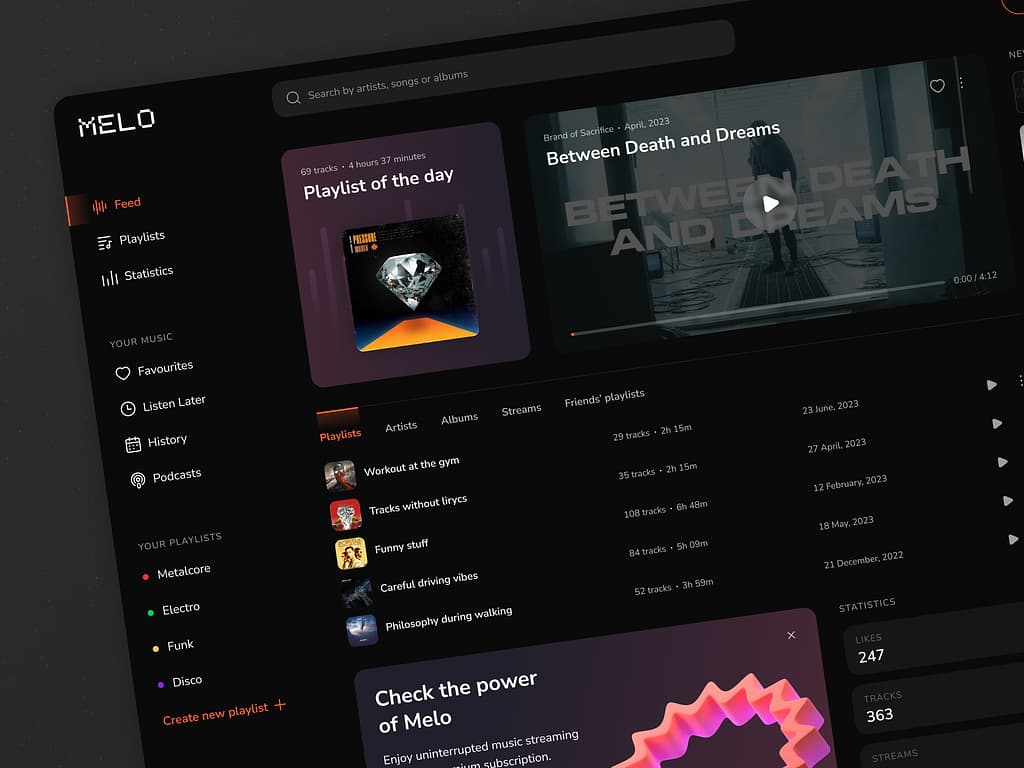 MELO
Search by artists, songs or albums
Feed
Playlists
Statistics
YOUR MUSIC
Favourites
Listen Later
History
Podcasts
YOUR PLAYLISTS
Metalcore
Electro
Funk
Disco
Create new playlist +
69 tracks • 4 hours 37 minutes
Playlist of the day
PRESSURE
Brand of Sacrifice • April, 2023
Between Death and Dreams
BETWEEN DEATH
AND DREAMS
0:00 / 4:12
Playlists
Artists
Albums
Streams
Friends' playlists
Workout at the gym
29 tracks • 2h 15m
23 June, 2023
Tracks without lirycs
35 tracks • 2h 15m
27 April, 2023
Funny stuff
108 tracks • 6h 48m
12 February, 2023
Careful driving vibes
84 tracks • 5h 09m
18 May, 2023
Philosophy during walking
52 tracks • 3h 59m
21 December, 2022
Check the power
of Melo
Enjoy uninterrupted music streaming
subscription.
STATISTICS
LIKES
247
TRACKS
363
STREAMS